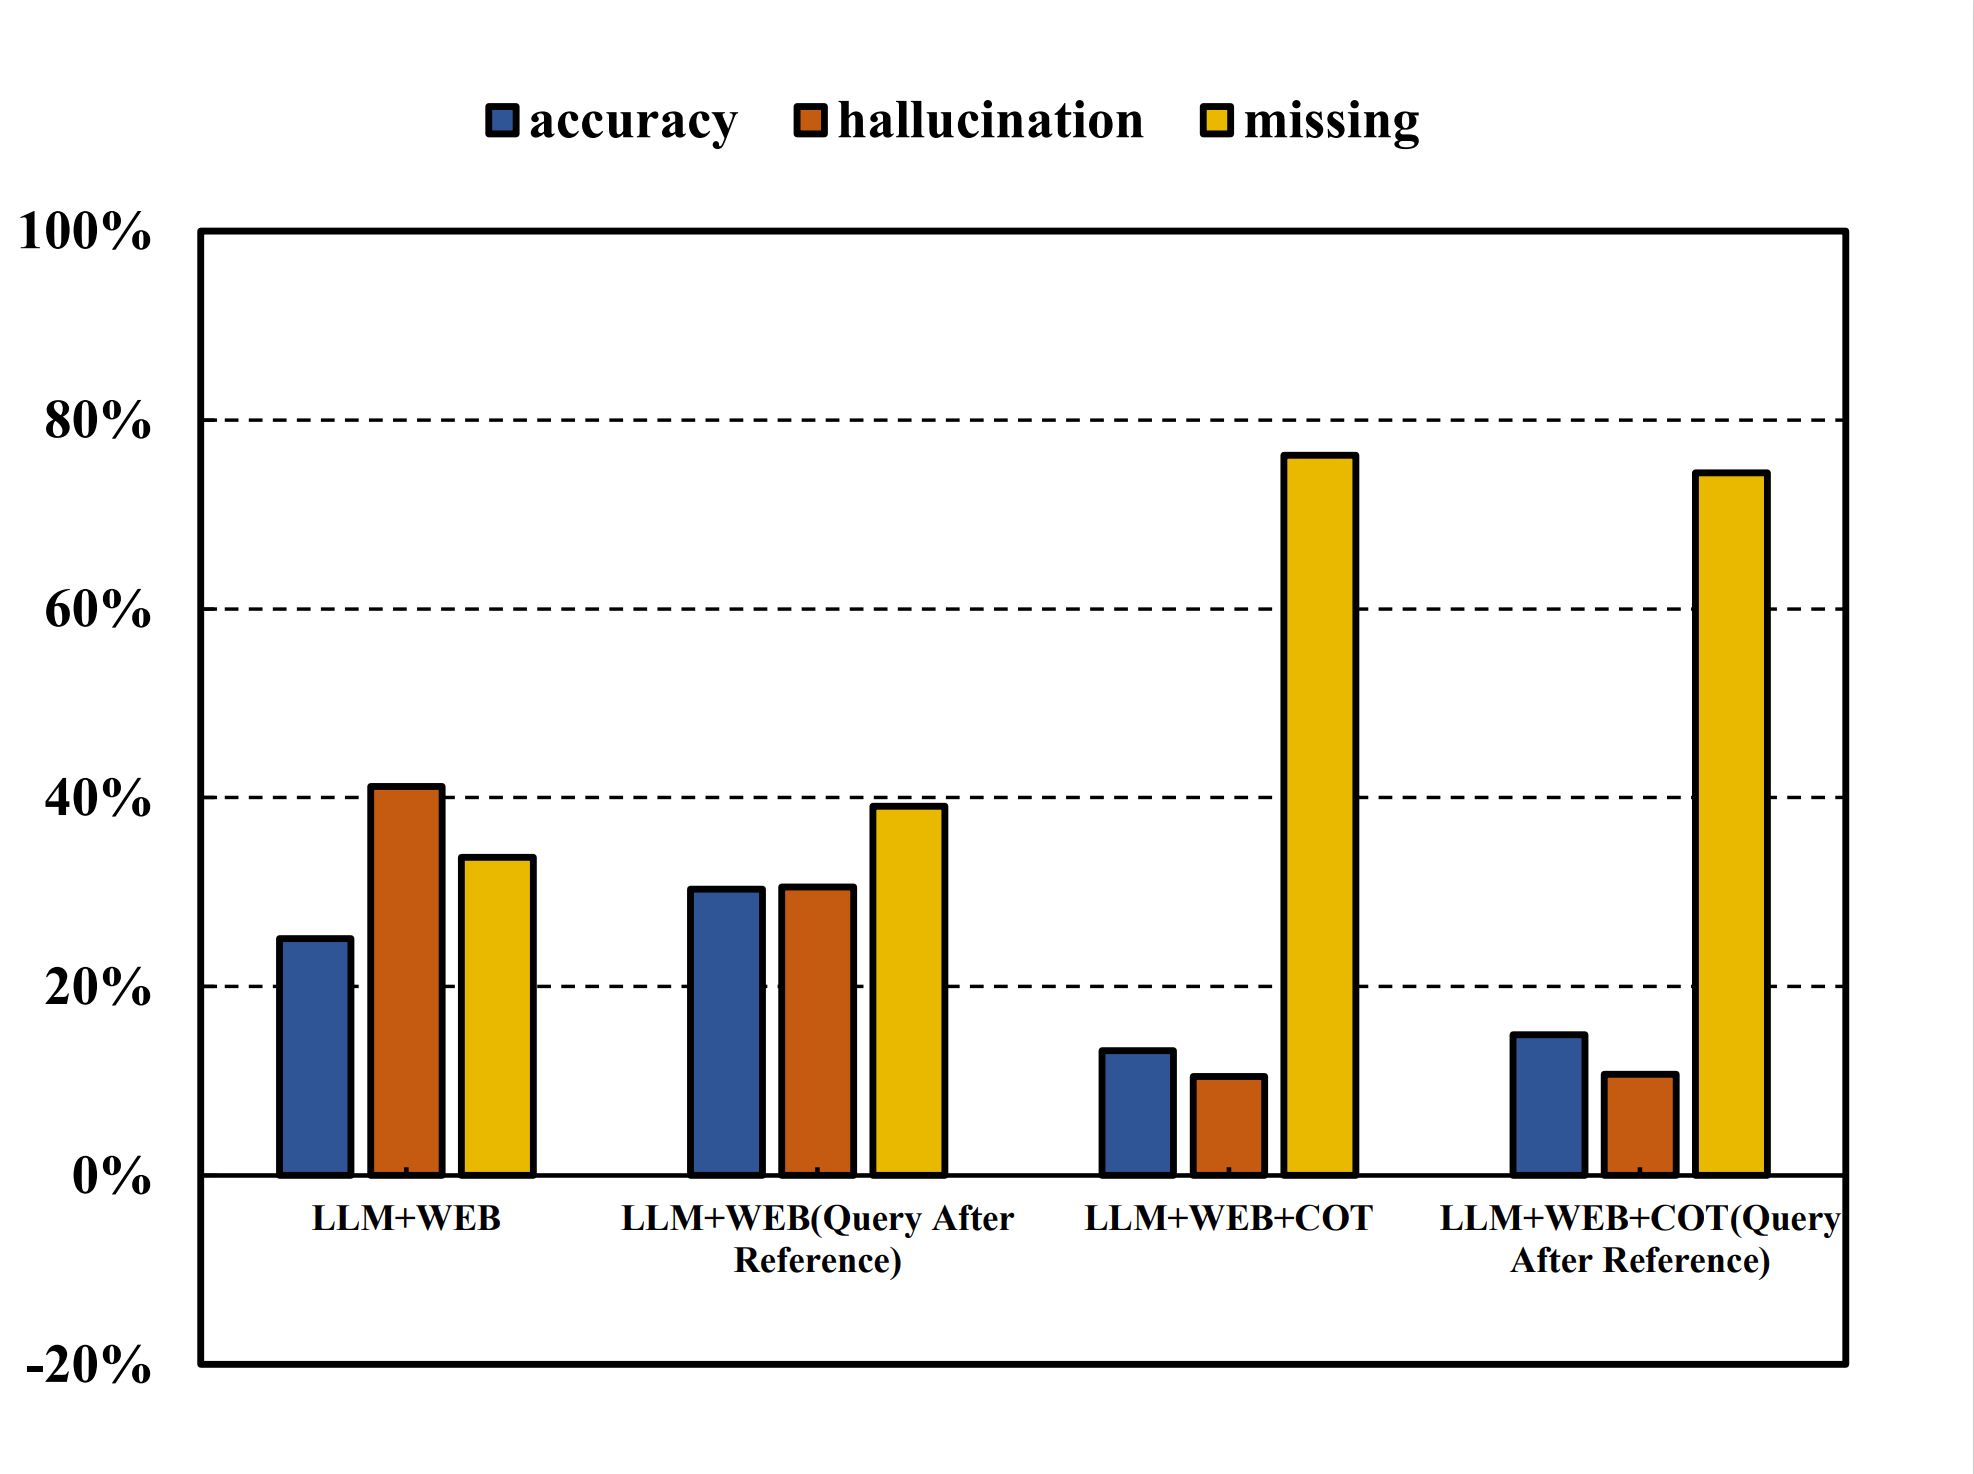 accuracy hallucination missing
100%
80%
60%
40%
20%
0%
-20%
LLM+WEB
LLM+WEB(Query After
Reference)
LLM+WEB+COT
LLM+WEB+COT(Query
After Reference)